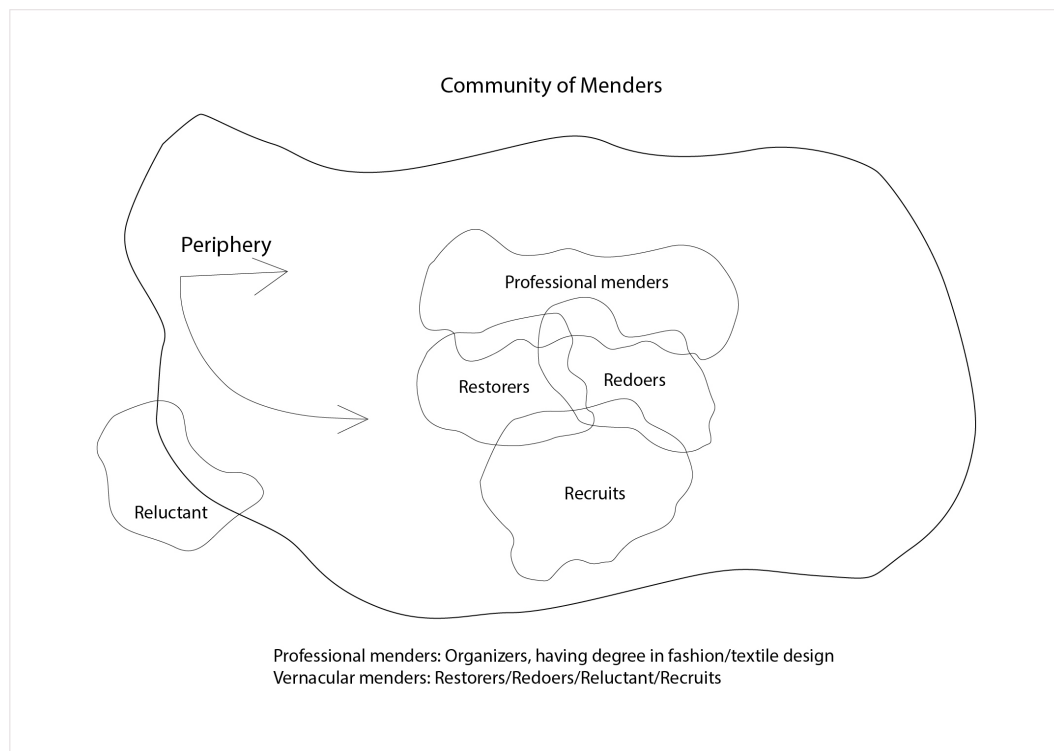 Community of Menders
Periphery
Professional menders
Restorers
Redoers
Recruits
Reluctant
Professional menders: Organizers, having degree in fashion/textile design
Vernacular menders: Restorers/Redoers/Reluctant/Recruits